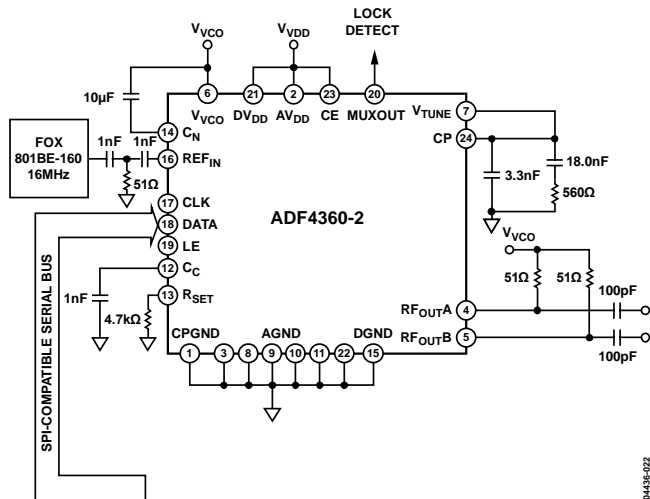 LOCK
DETECT
VVCO
VVDD
10µF
6
21
2
23
20
VVCO
DVDD
AVDD
CE
MUXOUT
VTUNE
7
14
CN
CP
24
FOX
801BE-160
16MHz
1nF
1nF
16
REFIN
51Ω
18.0nF
3.3nF
560Ω
17
CLK
18
DATA
19
LE
ADF4360-2
12
CC
13
RSET
1nF
4.7kΩ
SPI-COMPATIBLE SERIAL BUS
VVCO
51Ω
51Ω
100pF
RFOUTA
4
RFOUTB
5
100pF
CPGND
AGND
DGND
1
3
8
9
10
11
22
15
04436-022